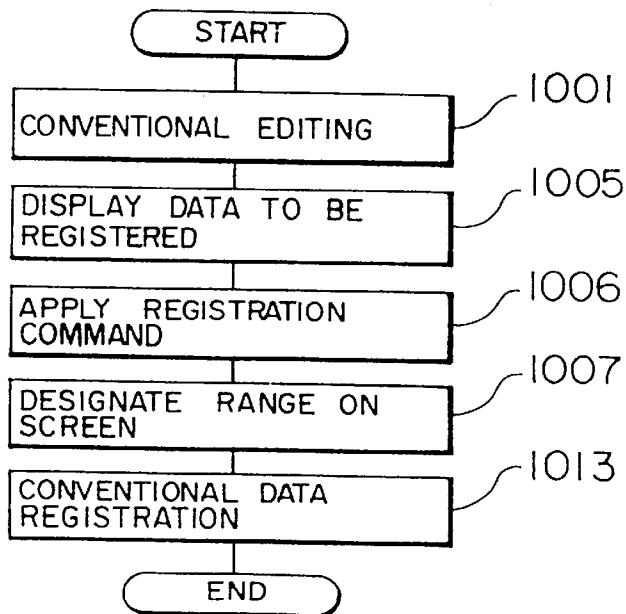 START
CONVENTIONAL EDITING
1001
DISPLAY DATA TO BE
REGISTERED
1005
APPLY REGISTRATION
COMMAND
1006
DESIGNATE RANGE ON
SCREEN
1007
CONVENTIONAL DATA
REGISTRATION
1013
END